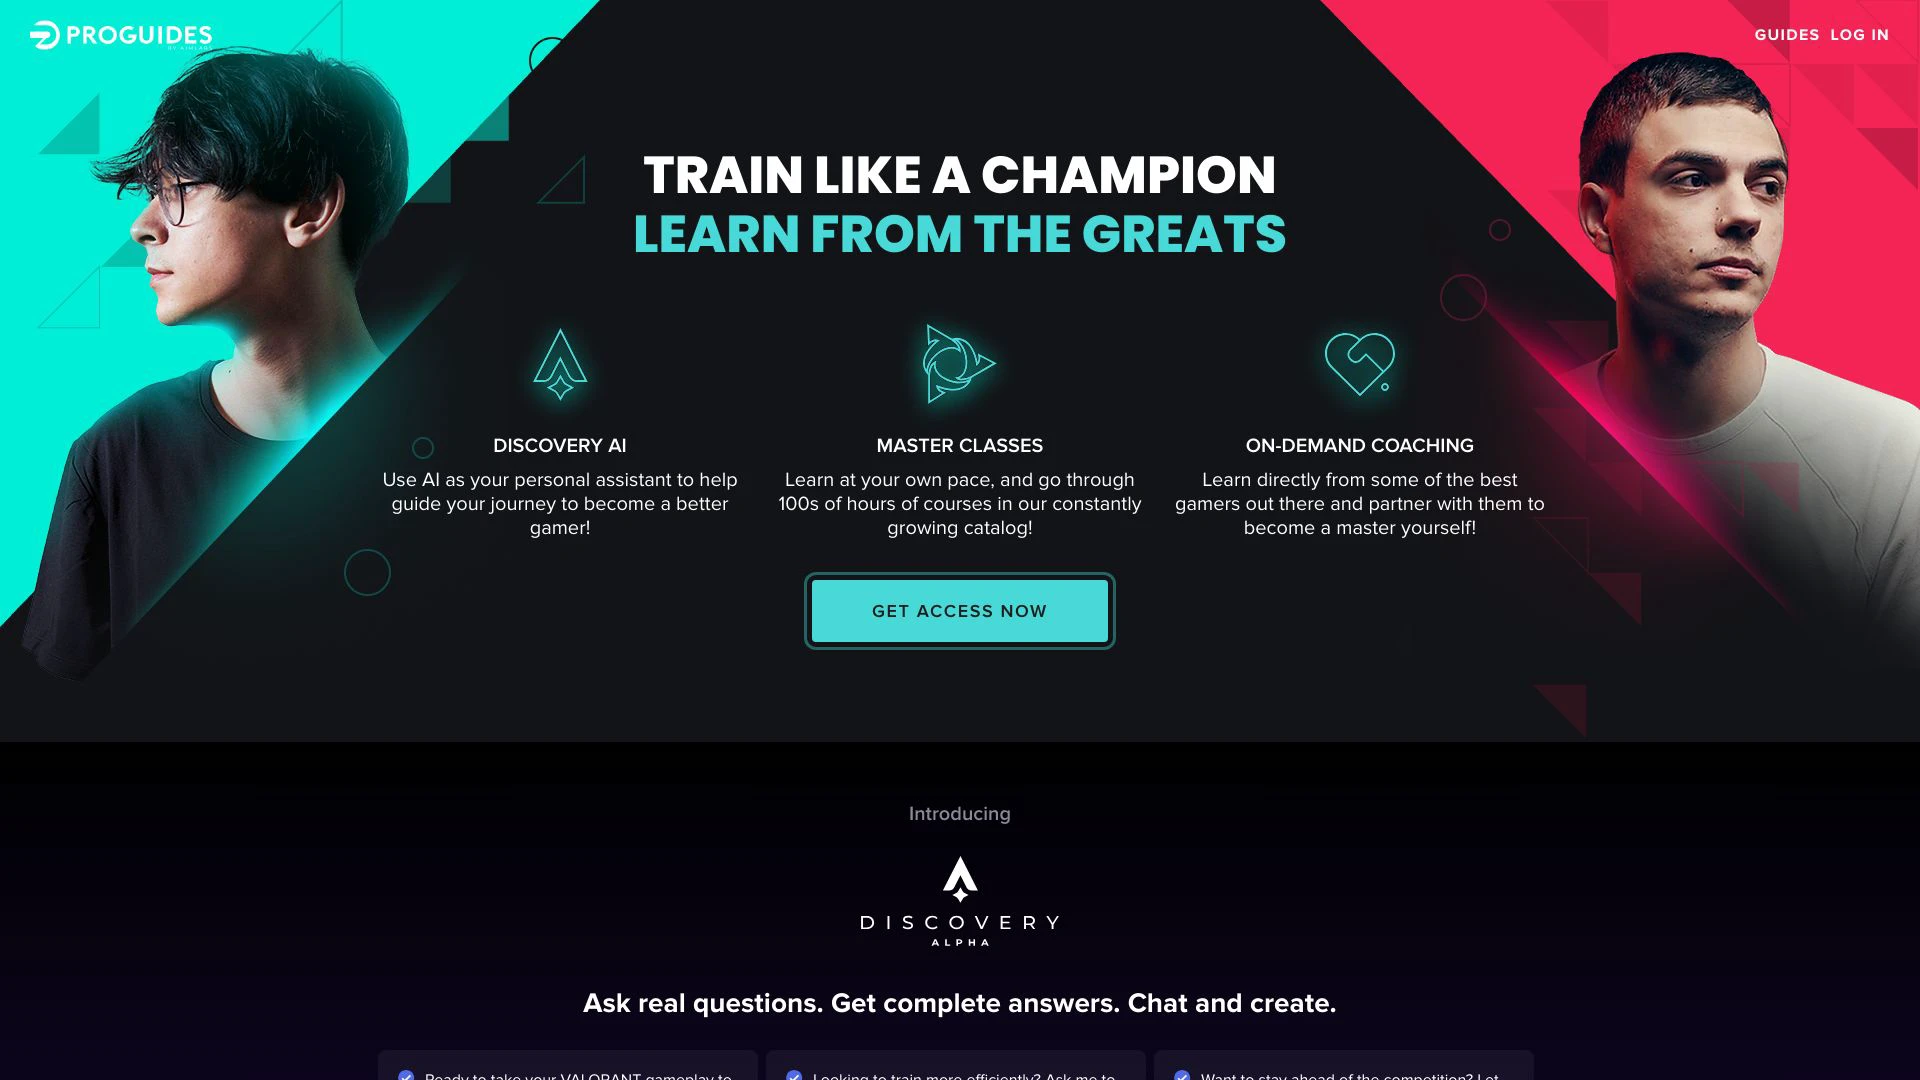 PROGUIDES
BY AIMLABS
GUIDES LOG IN
TRAIN LIKE A CHAMPION
LEARN FROM THE GREATS
DISCOVERY AI
Use AI as your personal assistant to help
guide your journey to become a better
gamer!
MASTER CLASSES
Learn at your own pace, and go through
100s of hours of courses in our constantly
growing catalog!
ON-DEMAND COACHING
Learn directly from some of the best
gamers out there and partner with them to
become a master yourself!
GET ACCESS NOW
Introducing
DISCOVERY
ALPHA
Ask real questions. Get complete answers. Chat and create.
Ready to take your VALORANT gameplay to
Looking to train more efficiently? Ask me to
Want to stay ahead of the competition? Let